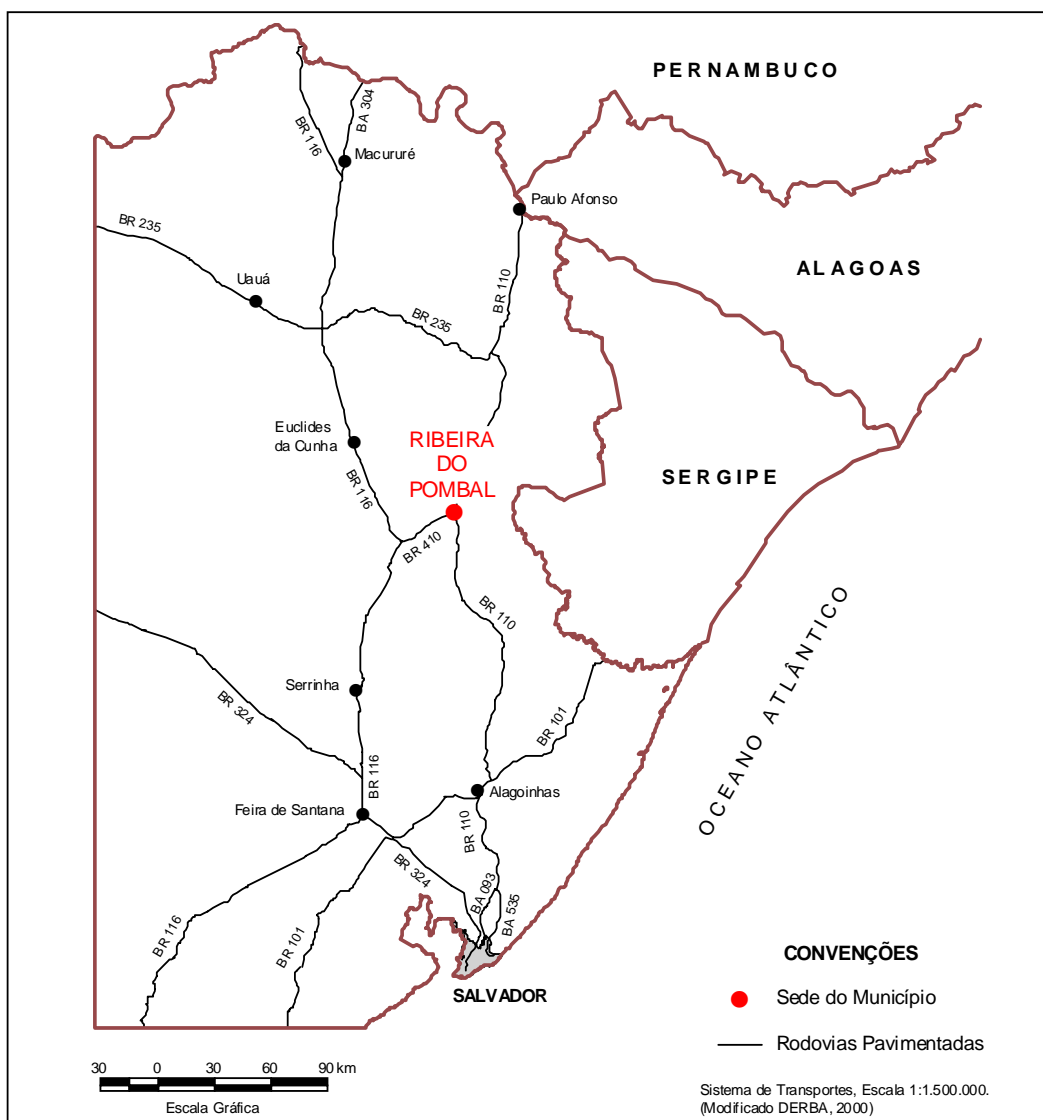 PERNAMBUCO
BR 116
BA 304
Macururé
Paulo Afonso
BR 235
ALAGOAS
Uauá
BR 110
BR 235
Euclides
da Cunha
RIBEIRA
DO
POMBAL
SERGIPE
BR 116
BR 410
BR 110
OCEANO ATLÂNTICO
Serrinha
BR 324
BR 101
BR 116
Alagoinhas
Feira de Santana
BR 110
BR 324
BA 093
BA 535
BR 116
BR 101
SALVADOR
CONVENÇÕES
Sede do Município
Rodovias Pavimentadas
30 0 30 60 90 km
Escala Gráfica
Sistema de Transportes, Escala 1:1.500.000.
(Modificado DERBA, 2000)